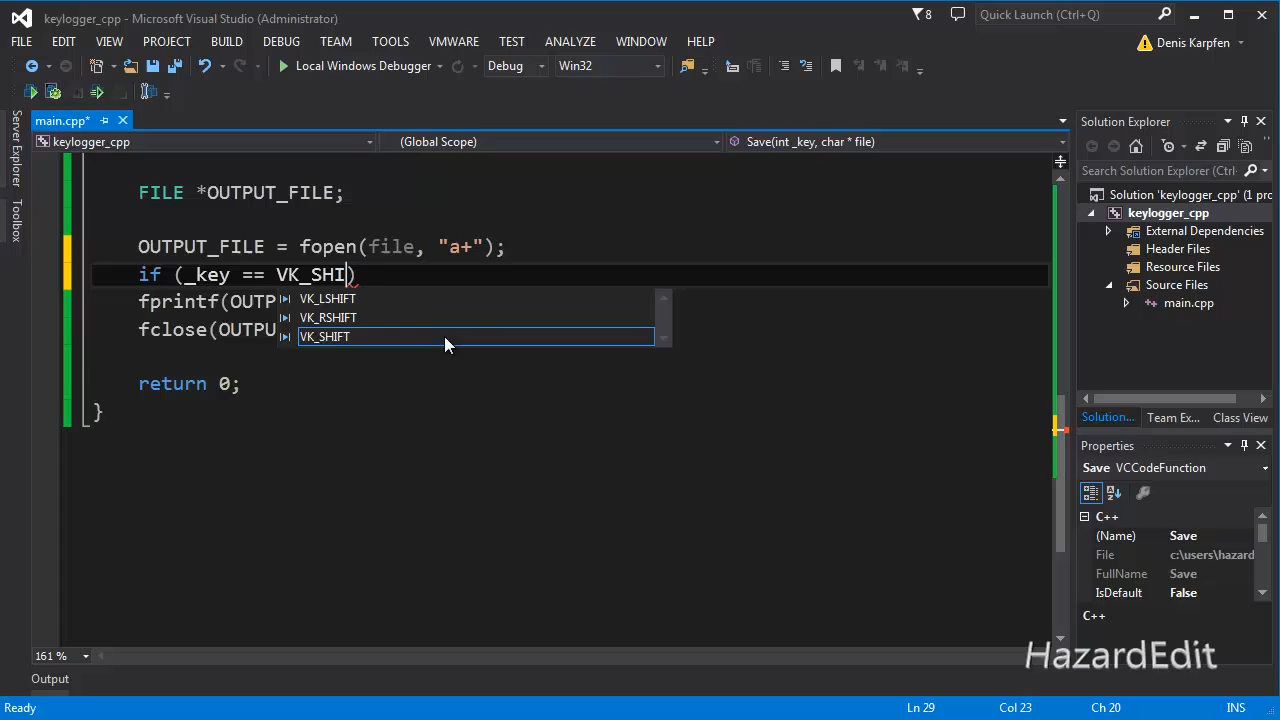 keylogger_cpp - Microsoft Visual Studio (Administrator)
8
Quick Launch (Ctrl+Q)
FILE EDIT VIEW PROJECT BUILD DEBUG TEAM TOOLS VMWARE TEST ANALYZE WINDOW HELP
Denis Karpfen
Local Windows Debugger Debug Win32
Server Explorer
Toolbox
main.cpp*
keylogger_cpp (Global Scope) Save(int _key, char * file)
FILE *OUTPUT_FILE;
OUTPUT_FILE = fopen(file, "a+");
if (_key == VK_SHI)
fprintf(OUTP
fclose(OUTPU
VK_LSHIFT
VK_RSHIFT
VK_SHIFT
return 0;
}
161 %
Solution Explorer
Search Solution Explorer (Ctrl+
Solution 'keylogger_cpp' (1 pro
keylogger_cpp
External Dependencies
Header Files
Resource Files
Source Files
main.cpp
Solution... Team Ex... Class View
Properties
Save VCCodeFunction
C++
(Name) Save
File c:\users\hazard
FullName Save
IsDefault False
C++
HazardEdit
Output
Ready Ln 29 Col 23 Ch 20 INS